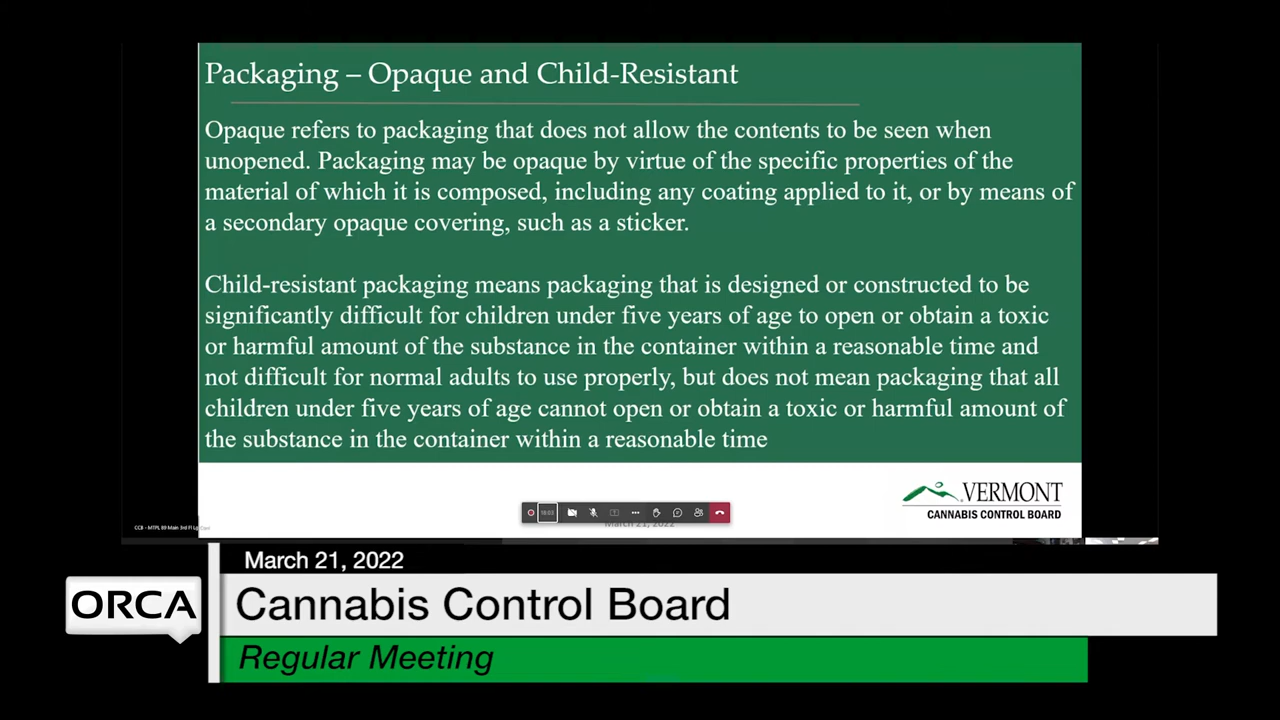 Packaging – Opaque and Child-Resistant
Opaque refers to packaging that does not allow the contents to be seen when
unopened. Packaging may be opaque by virtue of the specific properties of the
material of which it is composed, including any coating applied to it, or by means of
a secondary opaque covering, such as a sticker.
Child-resistant packaging means packaging that is designed or constructed to be
significantly difficult for children under five years of age to open or obtain a toxic
or harmful amount of the substance in the container within a reasonable time and
not difficult for normal adults to use properly, but does not mean packaging that all
children under five years of age cannot open or obtain a toxic or harmful amount of
the substance in the container within a reasonable time
VERMONT
CANNABIS CONTROL BOARD
March 21, 2022
March 21, 2022
ORCA
Cannabis Control Board
Regular Meeting